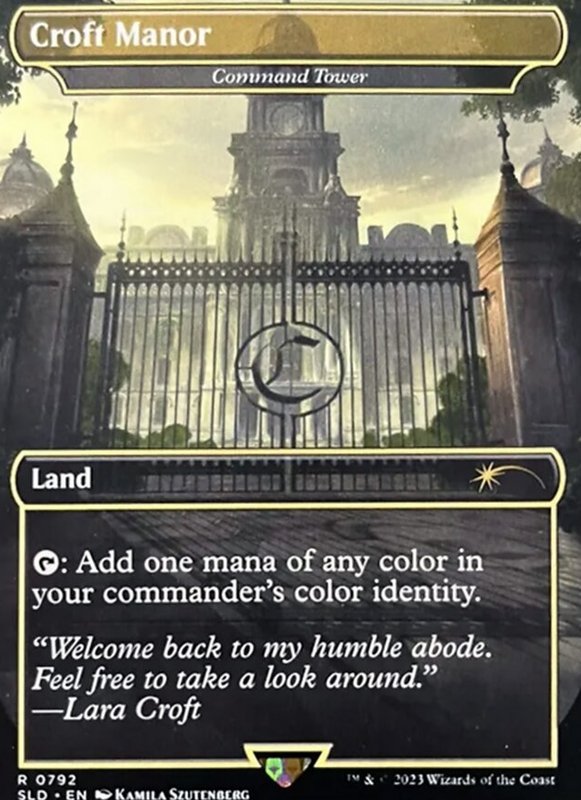 Croft Manor
Command Tower
Land
: Add one mana of any color in
your commander's color identity.
“Welcome back to my humble abode.
Feel free to take a look around.”
—Lara Croft
R 0792
SLD • EN KAMILA SZUTENBERG
™ & © 2023 Wizards of the Coast